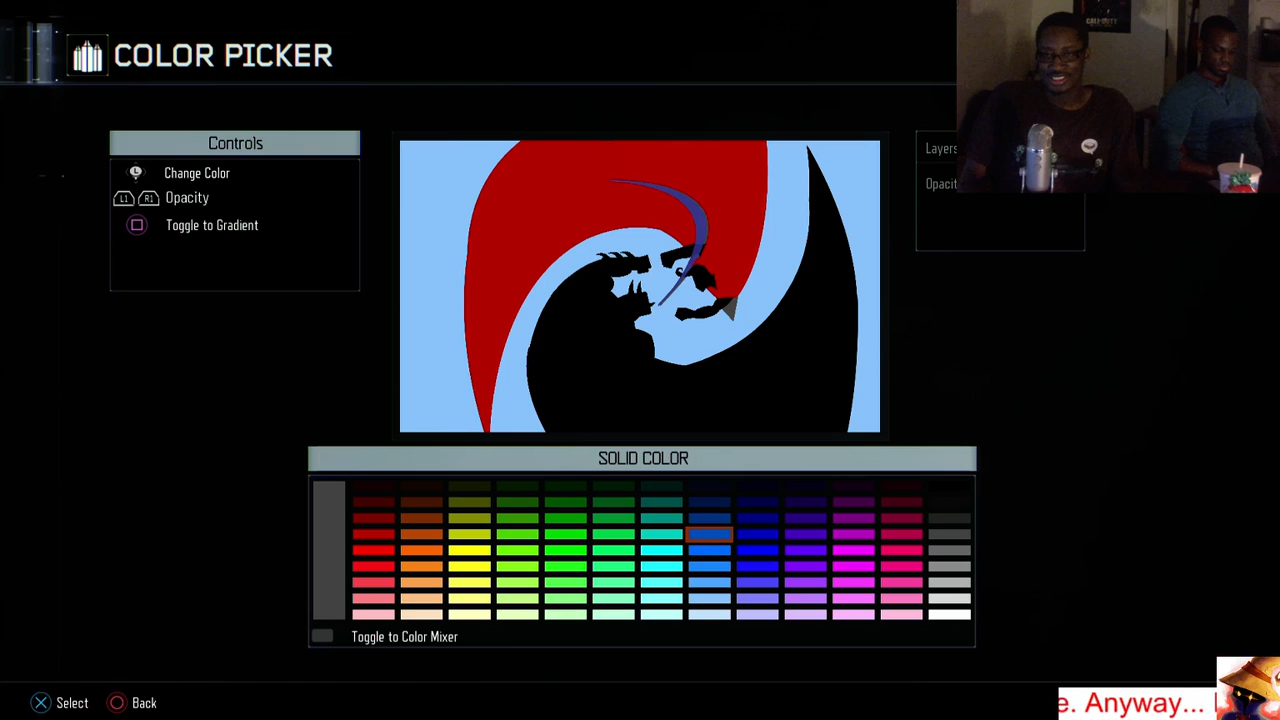 COLOR PICKER
Controls
L Change Color
L1 R1 Opacity
Toggle to Gradient
Layers
Opaci
SOLID COLOR
Toggle to Color Mixer
Select Back
e. Anyway...